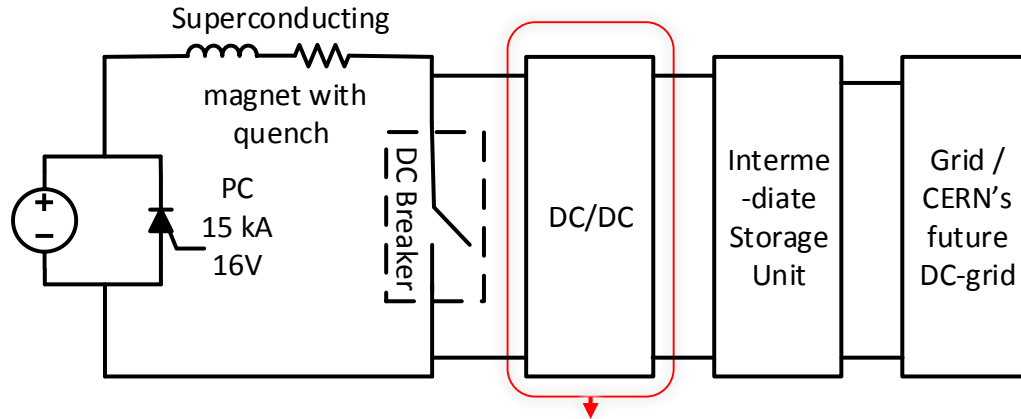 Superconducting
magnet with
quench
PC
15 kA
16V
+
−
DC Breaker
DC/DC
Interme
-diate
Storage
Unit
Grid /
CERN's
future
DC-grid